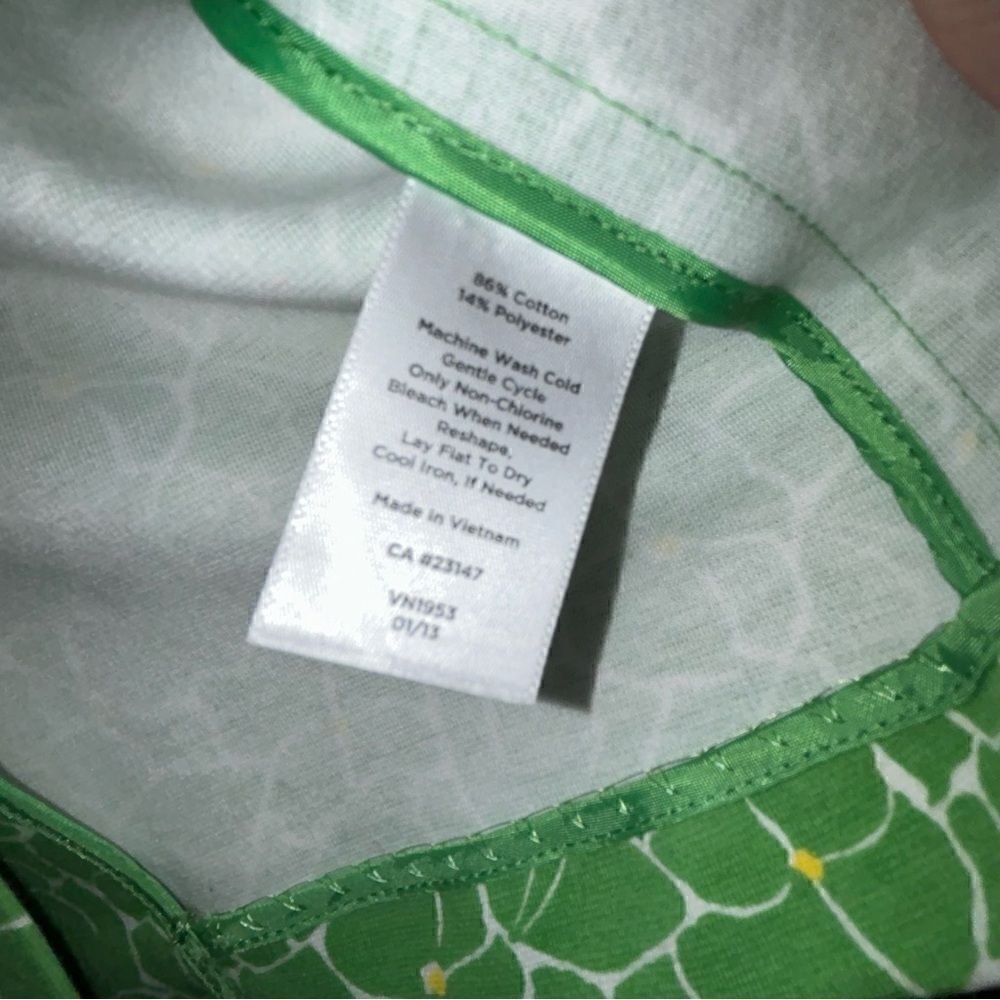 86% Cotton
14% Polyester
Machine Wash Cold
Gentle Cycle
Only Non-Chlorine
Bleach When Needed
Reshape,
Lay Flat To Dry
Cool Iron, If Needed
Made in Vietnam
CA #23147
VN1953
01/13